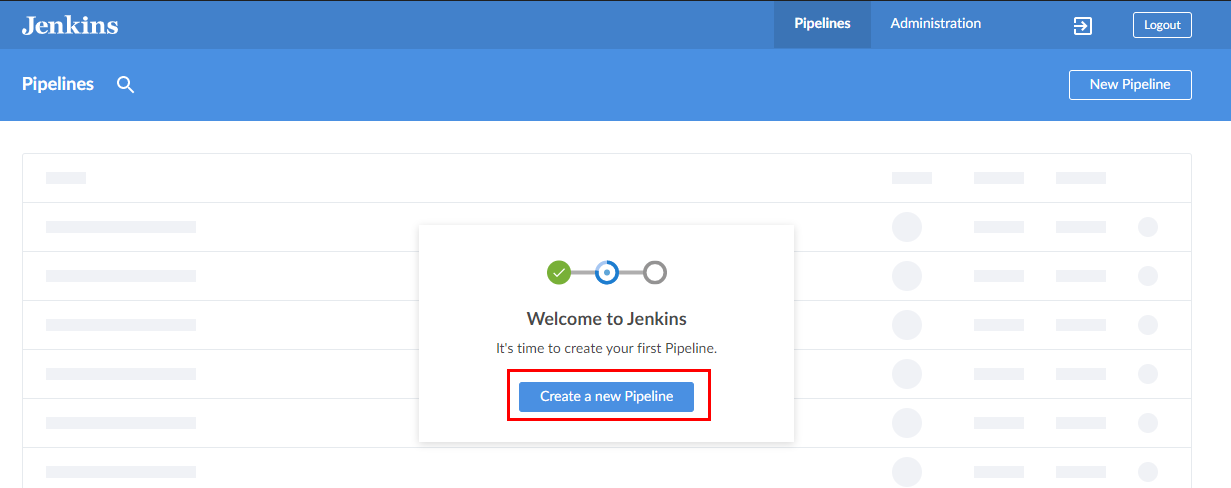 Jenkins
Pipelines
Administration
Logout
Pipelines
New Pipeline
Welcome to Jenkins
It's time to create your first Pipeline.
Create a new Pipeline